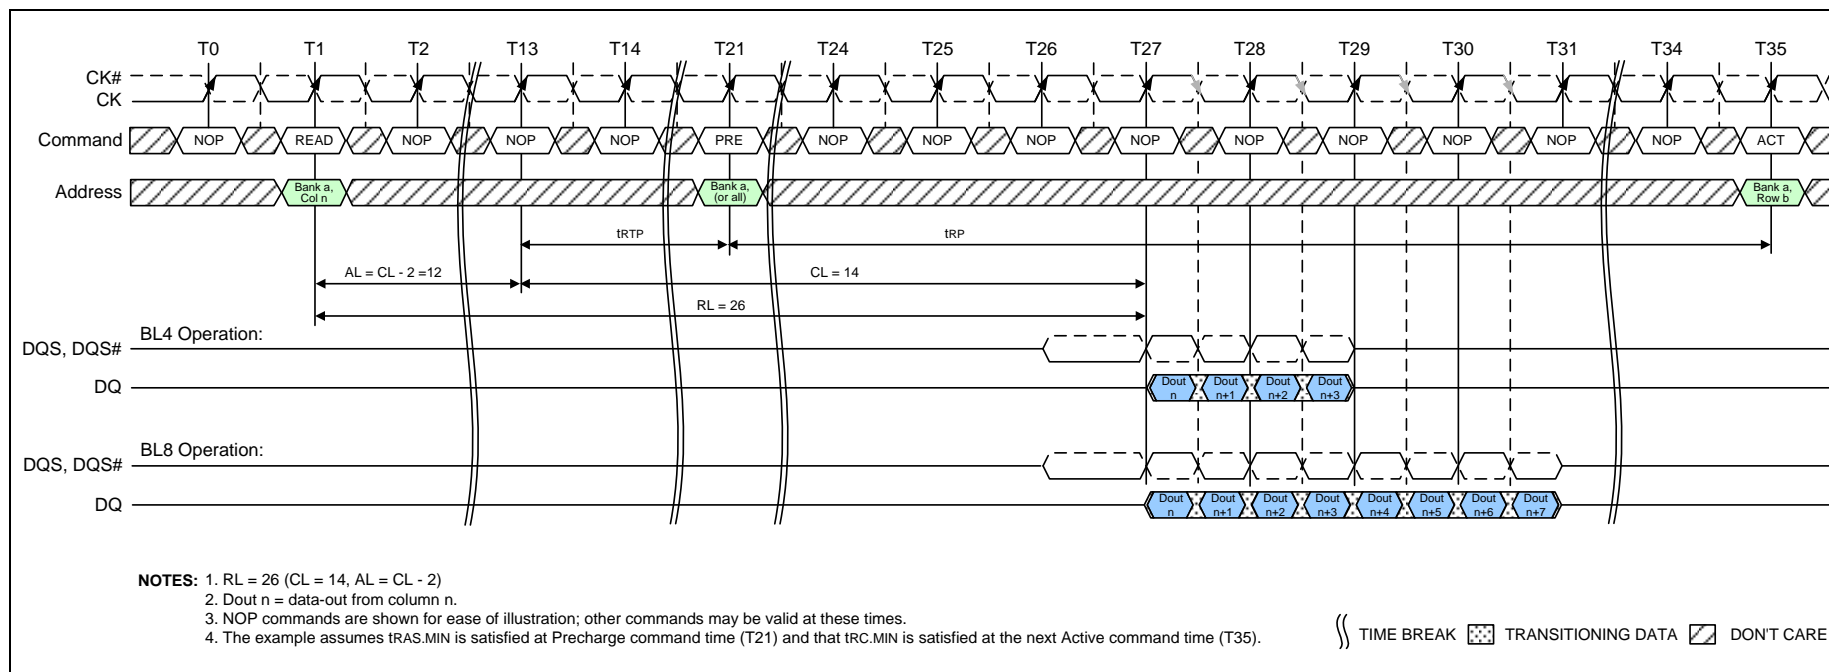 T0 T1 T2 T13 T14 T21 T24 T25 T26 T27 T28 T29 T30 T31 T34 T35
CK#
CK
Command NOP READ NOP NOP NOP PRE NOP NOP NOP NOP NOP NOP NOP NOP NOP ACT
Address Bank a, Col n Bank a, (or all) Bank a, Row b
tRTP tRP
AL = CL - 2 =12 CL = 14
RL = 26
BL4 Operation:
DQS, DQS#
DQ Dout n Dout n+1 Dout n+2 Dout n+3
BL8 Operation:
DQS, DQS#
DQ Dout n Dout n+1 Dout n+2 Dout n+3 Dout n+4 Dout n+5 Dout n+6 Dout n+7
NOTES: 1. RL = 26 (CL = 14, AL = CL - 2)
2. Dout n = data-out from column n.
3. NOP commands are shown for ease of illustration; other commands may be valid at these times.
4. The example assumes tRAS.MIN is satisfied at Precharge command time (T21) and that tRC.MIN is satisfied at the next Active command time (T35).
TIME BREAK TRANSITIONING DATA DON'T CARE